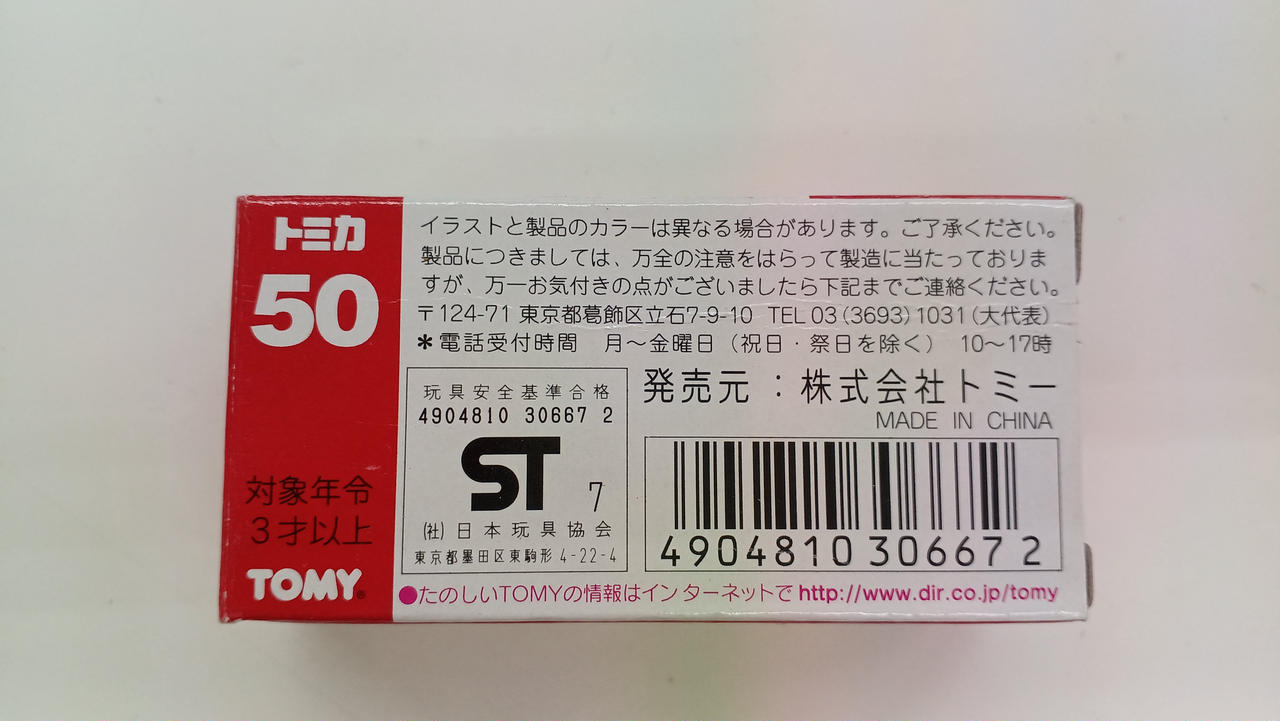 トミカ
50
対象年令
3才以上
TOMY®
イラストと製品のカラーは異なる場合があります。ご了承ください。
製品につきましては、万全の注意をはらって製造に当たっておりま
すが、万一お気付きの点がございましたら下記までご連絡ください。
〒124-71 東京都葛飾区立石7-9-10 TEL 03(3693)1031(大代表)
＊電話受付時間 月〜金曜日(祝日・祭日を除く) 10〜17時
玩具安全基準合格
4904810 30667 2
ST 7
(社)日本玩具協会
東京都墨田区東駒形 4-22-4
発売元:株式会社トミー
MADE IN CHINA
4904810306672
●たのしいTOMYの情報はインターネットで http://www.dir.co.jp/tomy